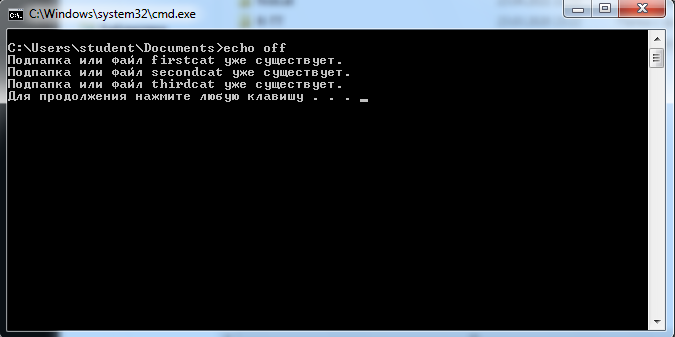 C:\Windows\system32\cmd.exe
C:\Users\student\Documents>echo off
Подпапка или файл firstcat уже существует.
Подпапка или файл secondcat уже существует.
Подпапка или файл thirdcat уже существует.
Для продолжения нажмите любую клавишу . . .